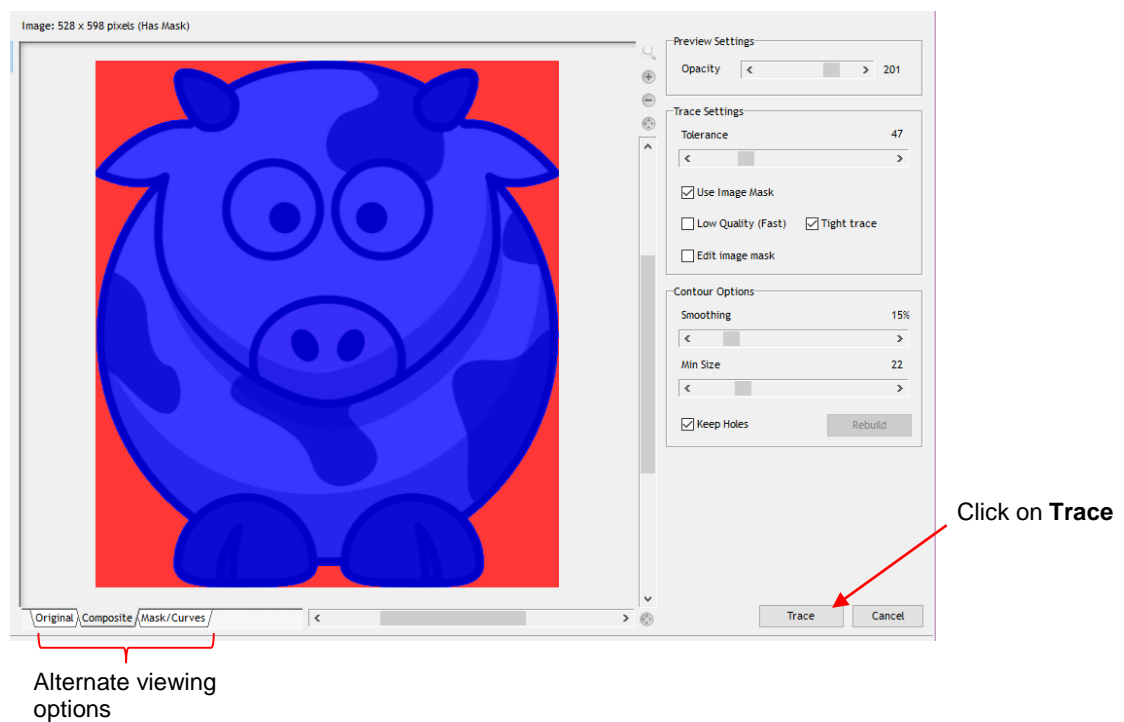 Image: 528 x 598 pixels (Has Mask)
Preview Settings
Opacity 201
Trace Settings
Tolerance 47
Use Image Mask
Low Quality (Fast) Tight trace
Edit image mask
Contour Options
Smoothing 15%
Min Size 22
Keep Holes Rebuild
Click on Trace
Trace Cancel
Original Composite Mask/Curves
Alternate viewing
options